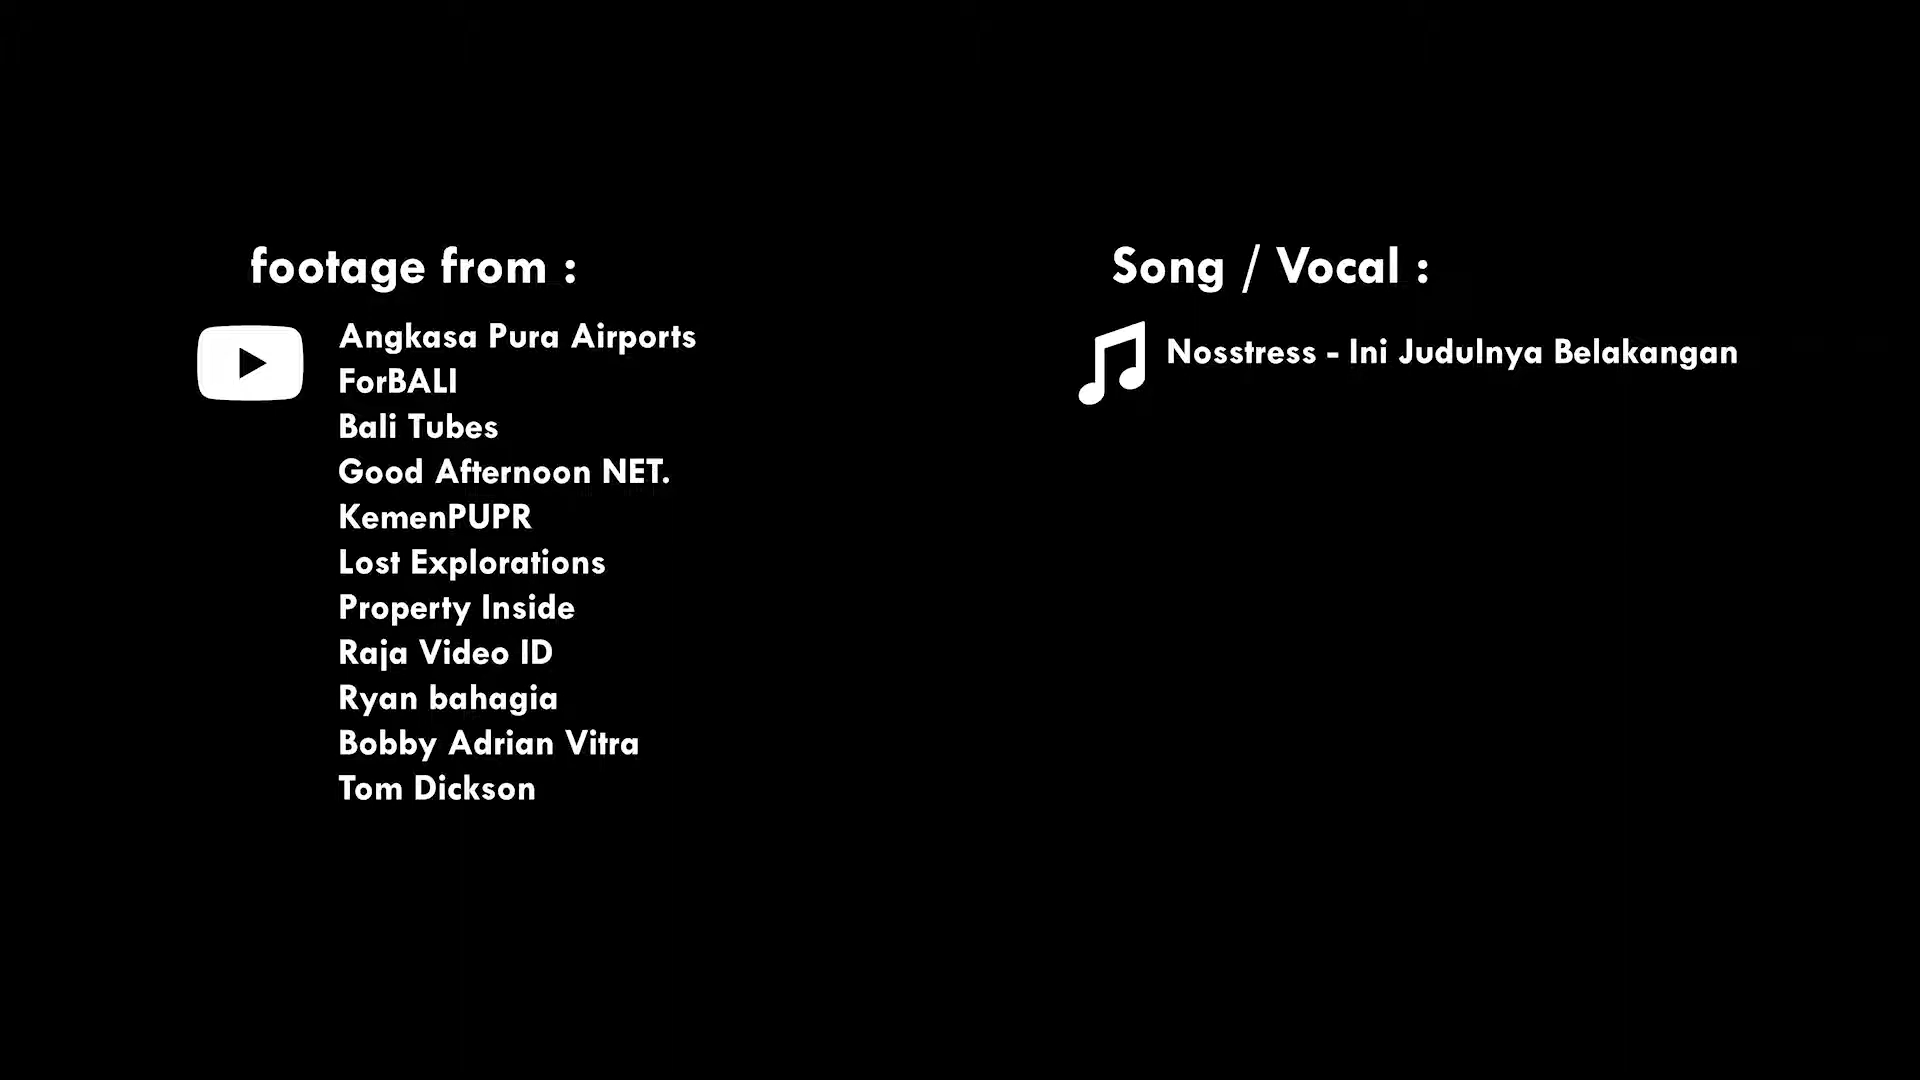 footage from :
Angkasa Pura Airports
ForBALI
Bali Tubes
Good Afternoon NET.
KemenPUPR
Lost Explorations
Property Inside
Raja Video ID
Ryan bahagia
Bobby Adrian Vitra
Tom Dickson
Song / Vocal :
Nosstress - Ini Judulnya Belakangan